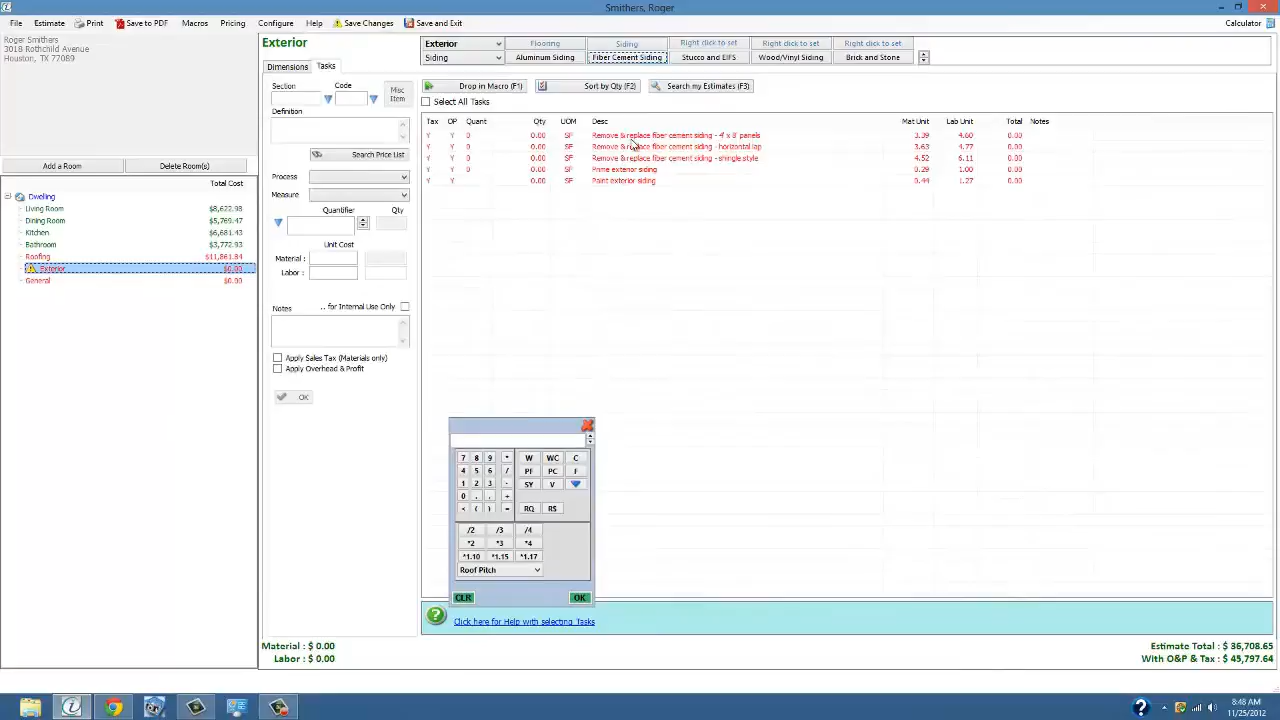 Smithers, Roger
File Estimate Print Save to PDF Macros Pricing Configure Help Save Changes Save and Exit Calculator
Roger Smithers
3018 Rothchild Avenue
Houston, TX 77089
Add a Room Delete Room(s)
Total Cost
Dwelling
Living Room $8,622.98
Dining Room $5,769.47
Kitchen $6,681.43
Bathroom $3,772.93
Roofing $11,861.84
Exterior $0.00
General $0.00
Exterior
Dimensions Tasks
Section Code Misc Item
Definition
Search Price List
Process
Measure
Quantifier Qty
Unit Cost
Material :
Labor :
Notes .. for Internal Use Only
Apply Sales Tax (Materials only)
Apply Overhead & Profit
OK
Exterior Flooring Siding Right click to set Right click to set Right click to set
Siding Aluminum Siding Fiber Cement Siding Stucco and EIFS Wood/Vinyl Siding Brick and Stone
Drop in Macro (F1) Sort by Qty (F2) Search my Estimates (F3)
Select All Tasks
Tax OP Quant Qty UOM Desc Mat Unit Lab Unit Total Notes
Y Y 0 0.00 SF Remove & replace fiber cement siding - 4' x 8' panels 3.39 4.60 0.00
Y Y 0 0.00 SF Remove & replace fiber cement siding - horizontal lap 3.63 4.77 0.00
Y Y 0 0.00 SF Remove & replace fiber cement siding - shingle style 4.52 6.11 0.00
Y Y 0 0.00 SF Prime exterior siding 0.29 1.00 0.00
Y Y 0.00 SF Paint exterior siding 0.44 1.27 0.00
7 8 9 * W WC C
4 5 6 / PF PC F
1 2 3 - SY V
0 . , +
< ( ) = RQ R$
/2 /3 /4
*2 *3 *4
*1.10 *1.15 *1.17
Roof Pitch
CLR OK
Click here for Help with selecting Tasks
Material : $ 0.00
Labor : $ 0.00
Estimate Total : $ 36,708.65
With O&P & Tax : $ 45,797.64
8:48 AM
11/25/2012